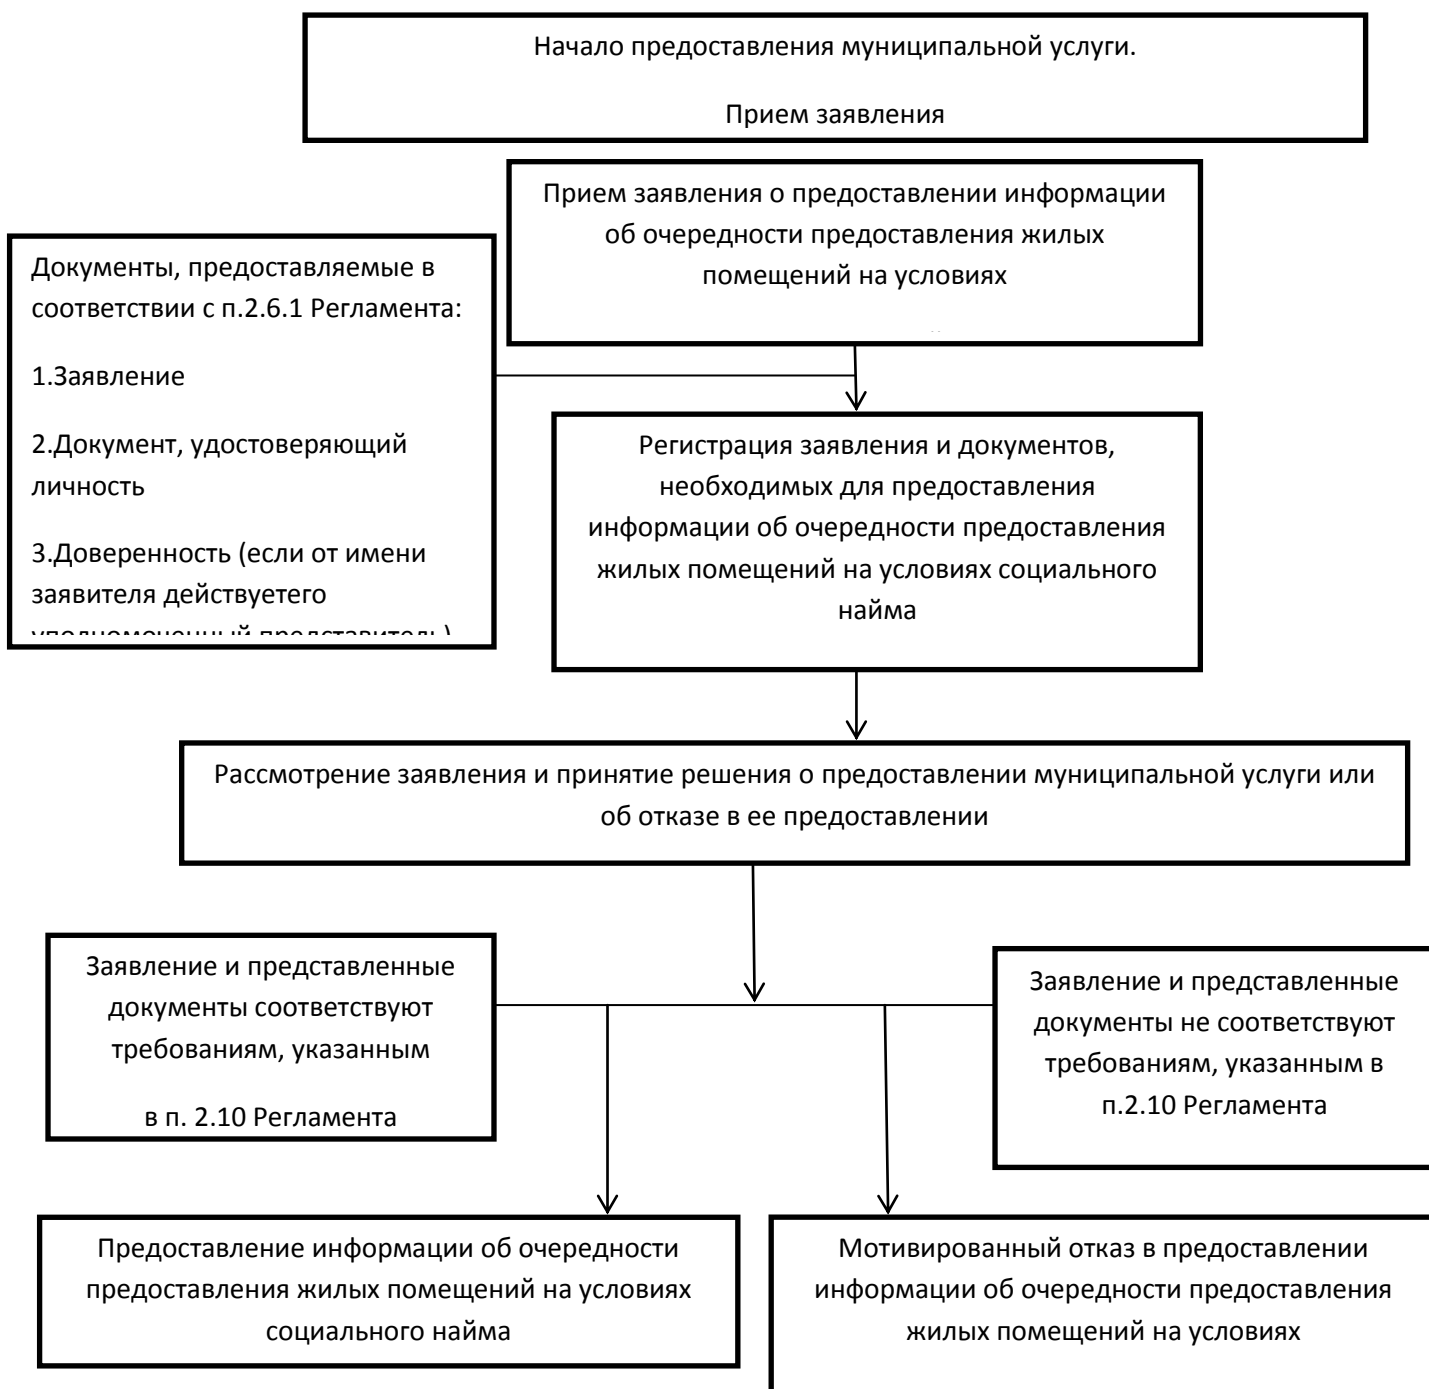 Начало предоставления муниципальной услуги.
Прием заявления
Прием заявления о предоставлении информации
об очередности предоставления жилых
помещений на условиях
Документы, предоставляемые в
соответствии с п.2.6.1 Регламента:
1.Заявление
2.Документ, удостоверяющий
личность
3.Доверенность (если от имени
заявителя действуетего
уполномоченный представитель)
Регистрация заявления и документов,
необходимых для предоставления
информации об очередности предоставления
жилых помещений на условиях социального
найма
Рассмотрение заявления и принятие решения о предоставлении муниципальной услуги или
об отказе в ее предоставлении
Заявление и представленные
документы соответствуют
требованиям, указанным
в п. 2.10 Регламента
Заявление и представленные
документы не соответствуют
требованиям, указанным в
п.2.10 Регламента
Предоставление информации об очередности
предоставления жилых помещений на условиях
социального найма
Мотивированный отказ в предоставлении
информации об очередности предоставления
жилых помещений на условиях